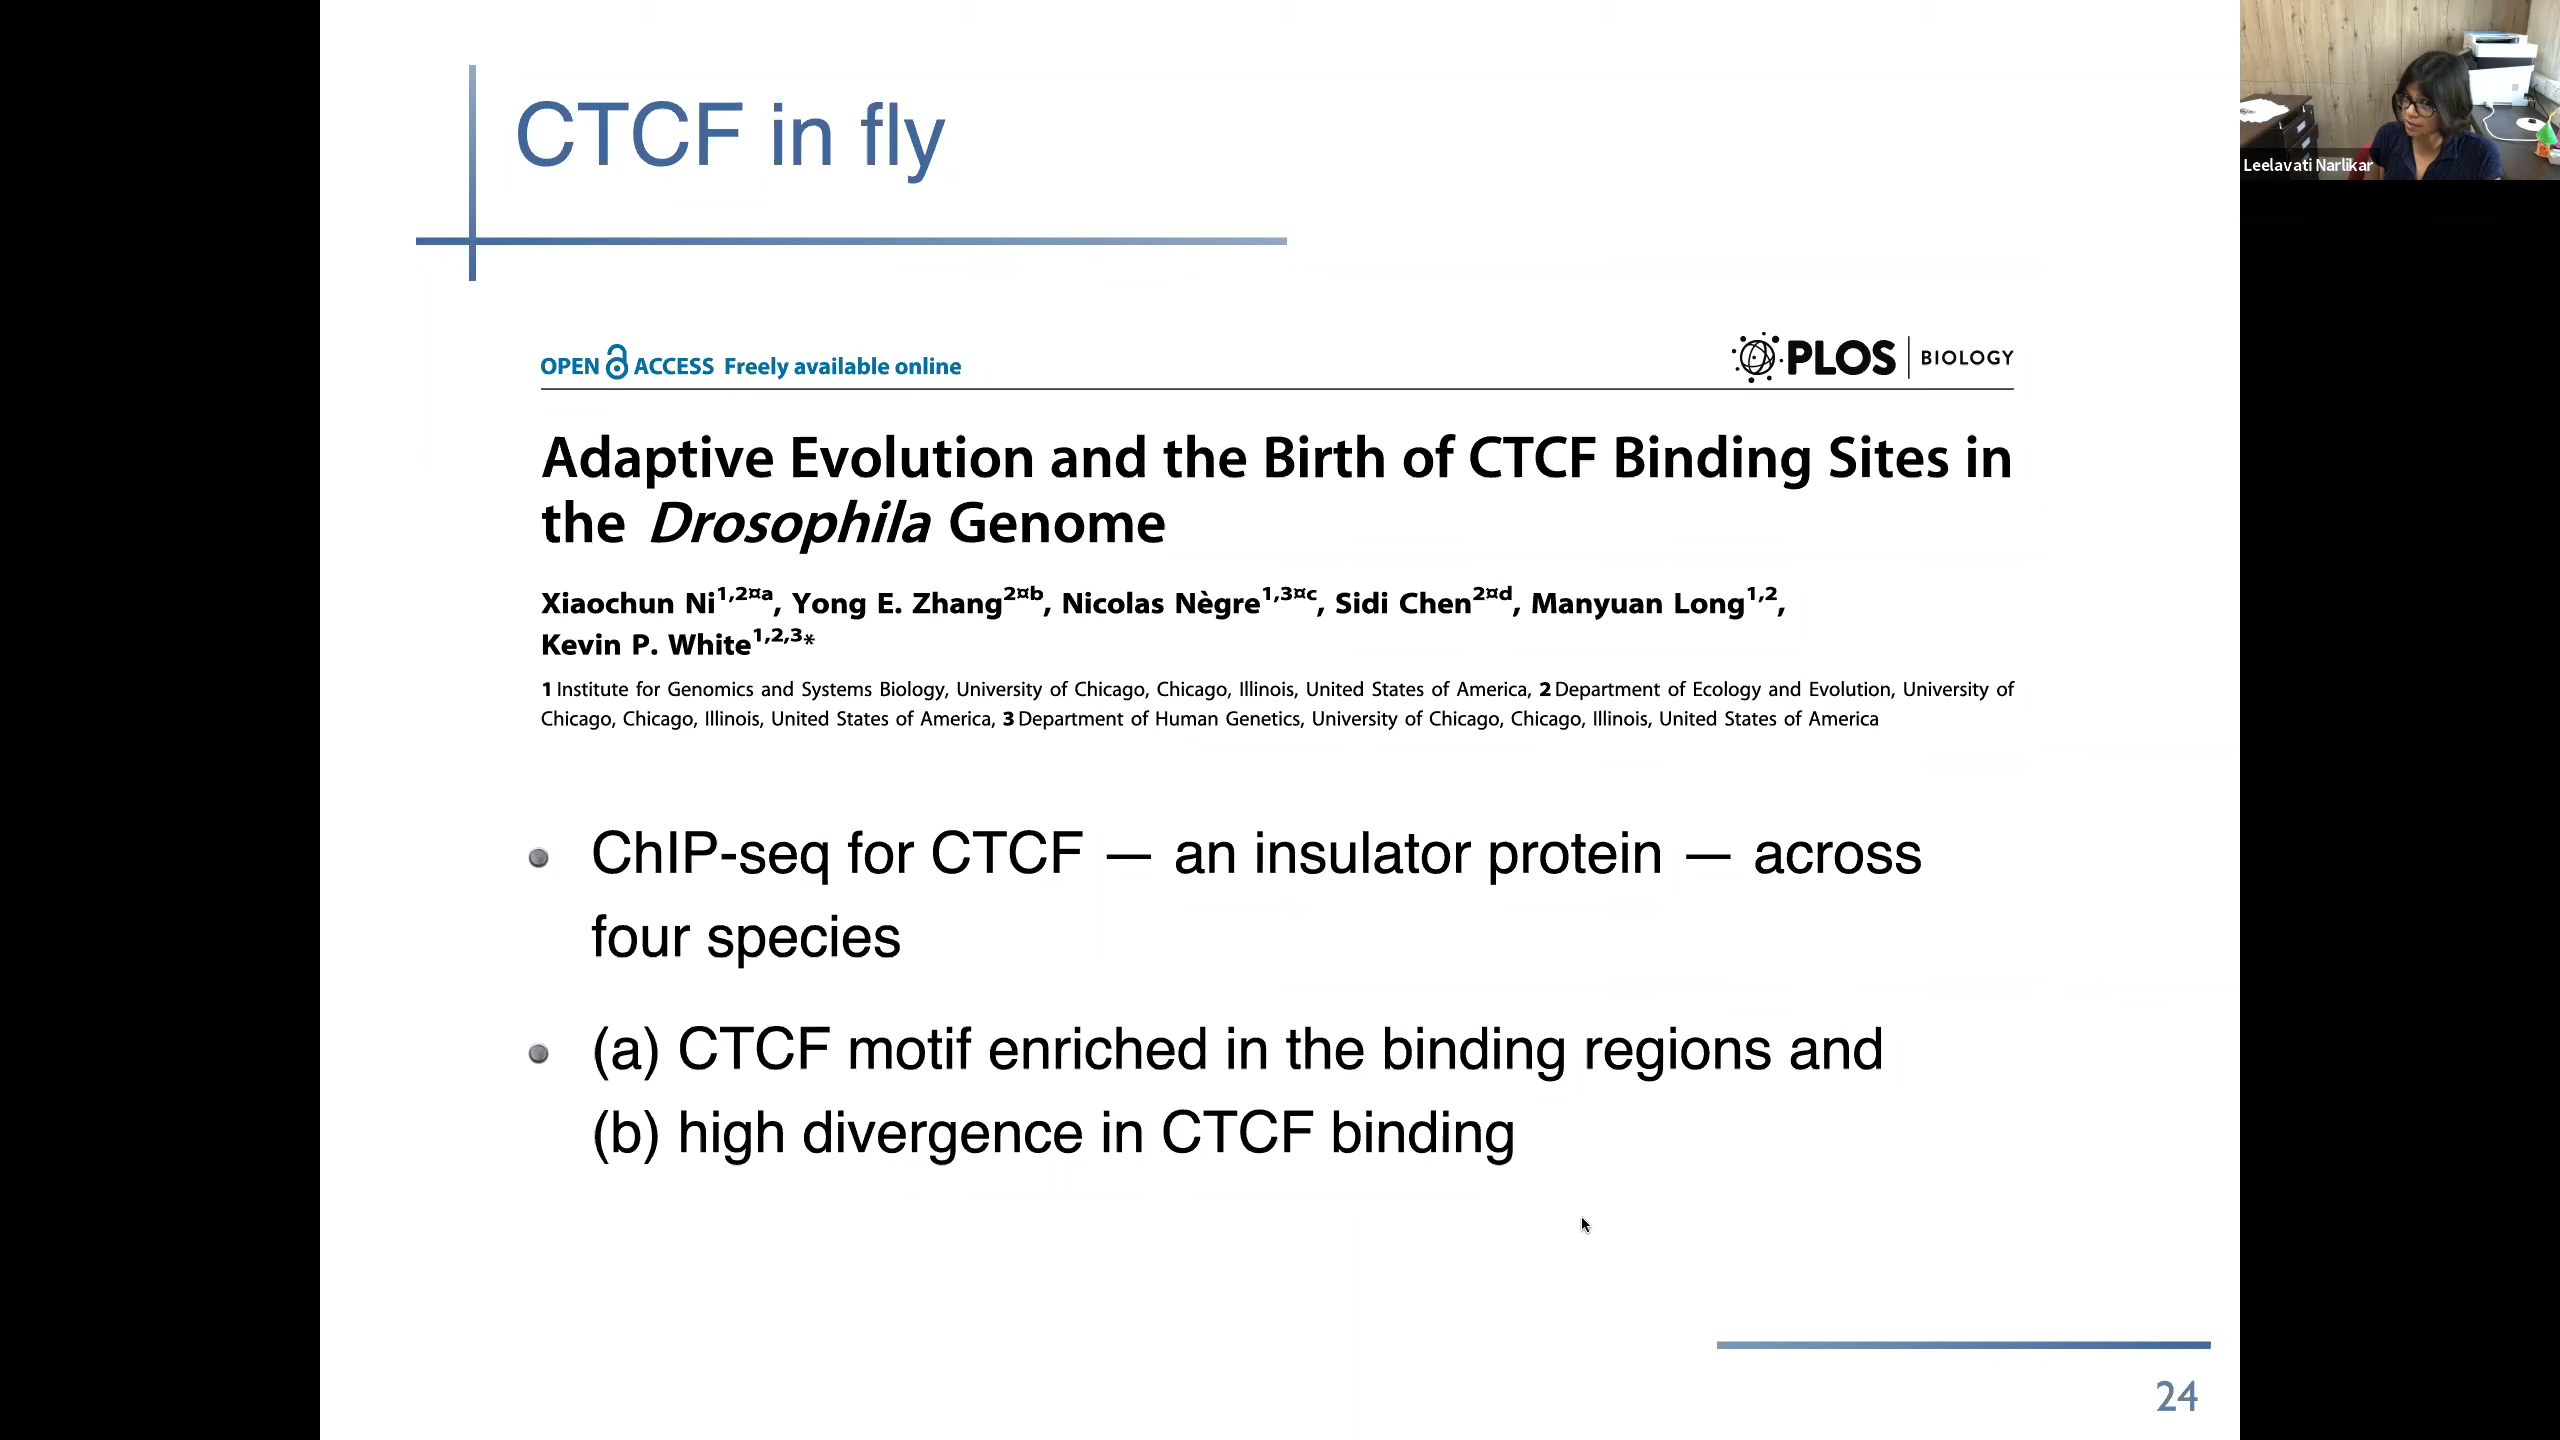 CTCF in fly
OPEN ACCESS Freely available online
PLOS BIOLOGY
Adaptive Evolution and the Birth of CTCF Binding Sites in
the Drosophila Genome
Xiaochun Ni1,2¤a, Yong E. Zhang2¤b, Nicolas Nègre1,3¤c, Sidi Chen2¤d, Manyuan Long1,2,
Kevin P. White1,2,3*
1 Institute for Genomics and Systems Biology, University of Chicago, Chicago, Illinois, United States of America, 2 Department of Ecology and Evolution, University of
Chicago, Chicago, Illinois, United States of America, 3 Department of Human Genetics, University of Chicago, Chicago, Illinois, United States of America
ChIP-seq for CTCF — an insulator protein — across
four species
(a) CTCF motif enriched in the binding regions and
(b) high divergence in CTCF binding
24
Leelavati Narlikar